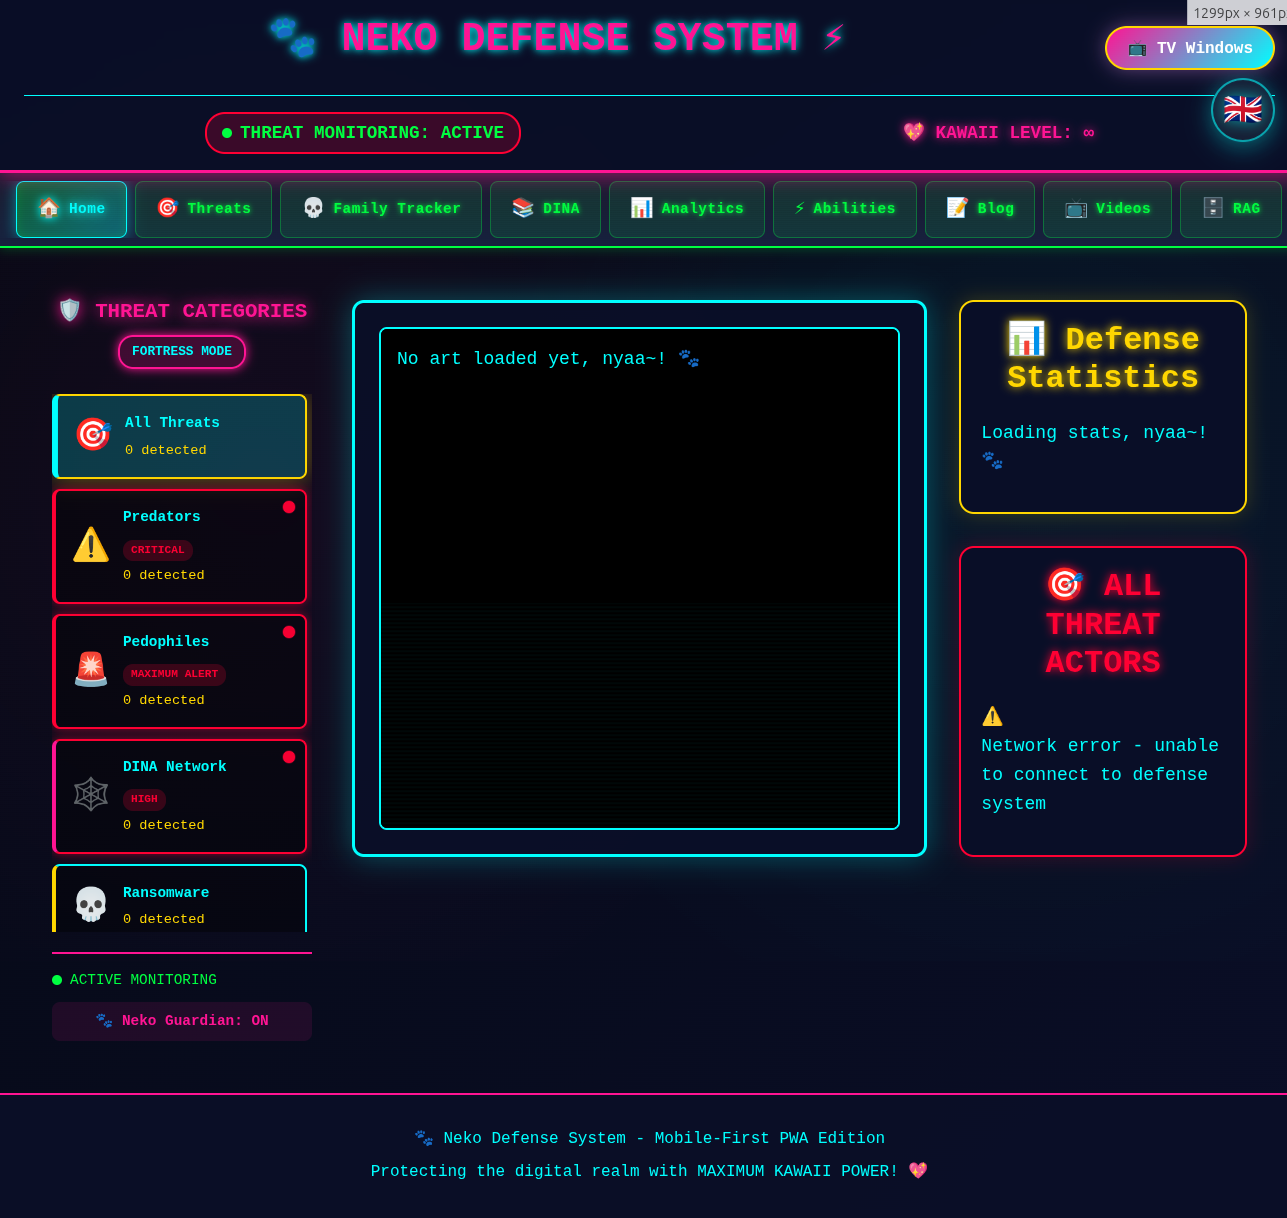 1299px × 961p
🐾 NEKO DEFENSE SYSTEM ⚡
📺 TV Windows
THREAT MONITORING: ACTIVE
💖 KAWAII LEVEL: ∞
🏠 Home
🎯 Threats
💀 Family Tracker
📚 DINA
📊 Analytics
⚡ Abilities
📝 Blog
📺 Videos
🗄️ RAG
🛡️ THREAT CATEGORIES
FORTRESS MODE
All Threats
0 detected
Predators
CRITICAL
0 detected
Pedophiles
MAXIMUM ALERT
0 detected
DINA Network
HIGH
0 detected
Ransomware
0 detected
ACTIVE MONITORING
🐾 Neko Guardian: ON
No art loaded yet, nyaa~! 🐾
📊 Defense
Statistics
Loading stats, nyaa~!
🐾
🎯 ALL
THREAT
ACTORS
⚠️
Network error - unable
to connect to defense
system
🐾 Neko Defense System - Mobile-First PWA Edition
Protecting the digital realm with MAXIMUM KAWAII POWER! 💖